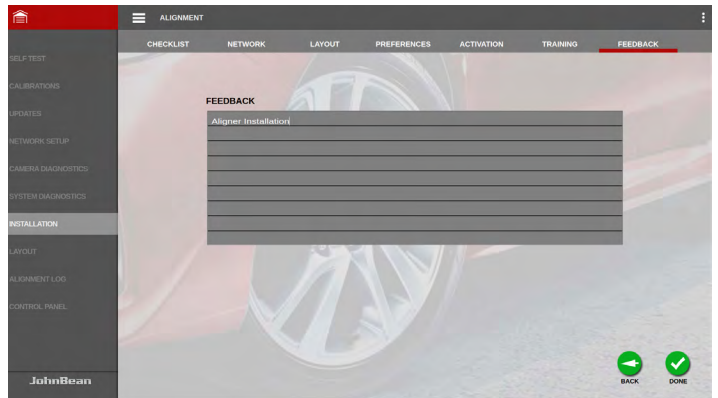 ALIGNMENT
CHECKLIST NETWORK LAYOUT PREFERENCES ACTIVATION TRAINING FEEDBACK
SELF TEST
CALIBRATIONS
UPDATES
NETWORK SETUP
CAMERA DIAGNOSTICS
SYSTEM DIAGNOSTICS
INSTALLATION
LAYOUT
ALIGNMENT LOG
CONTROL PANEL
JohnBean
FEEDBACK
Aligner Installation
BACK DONE